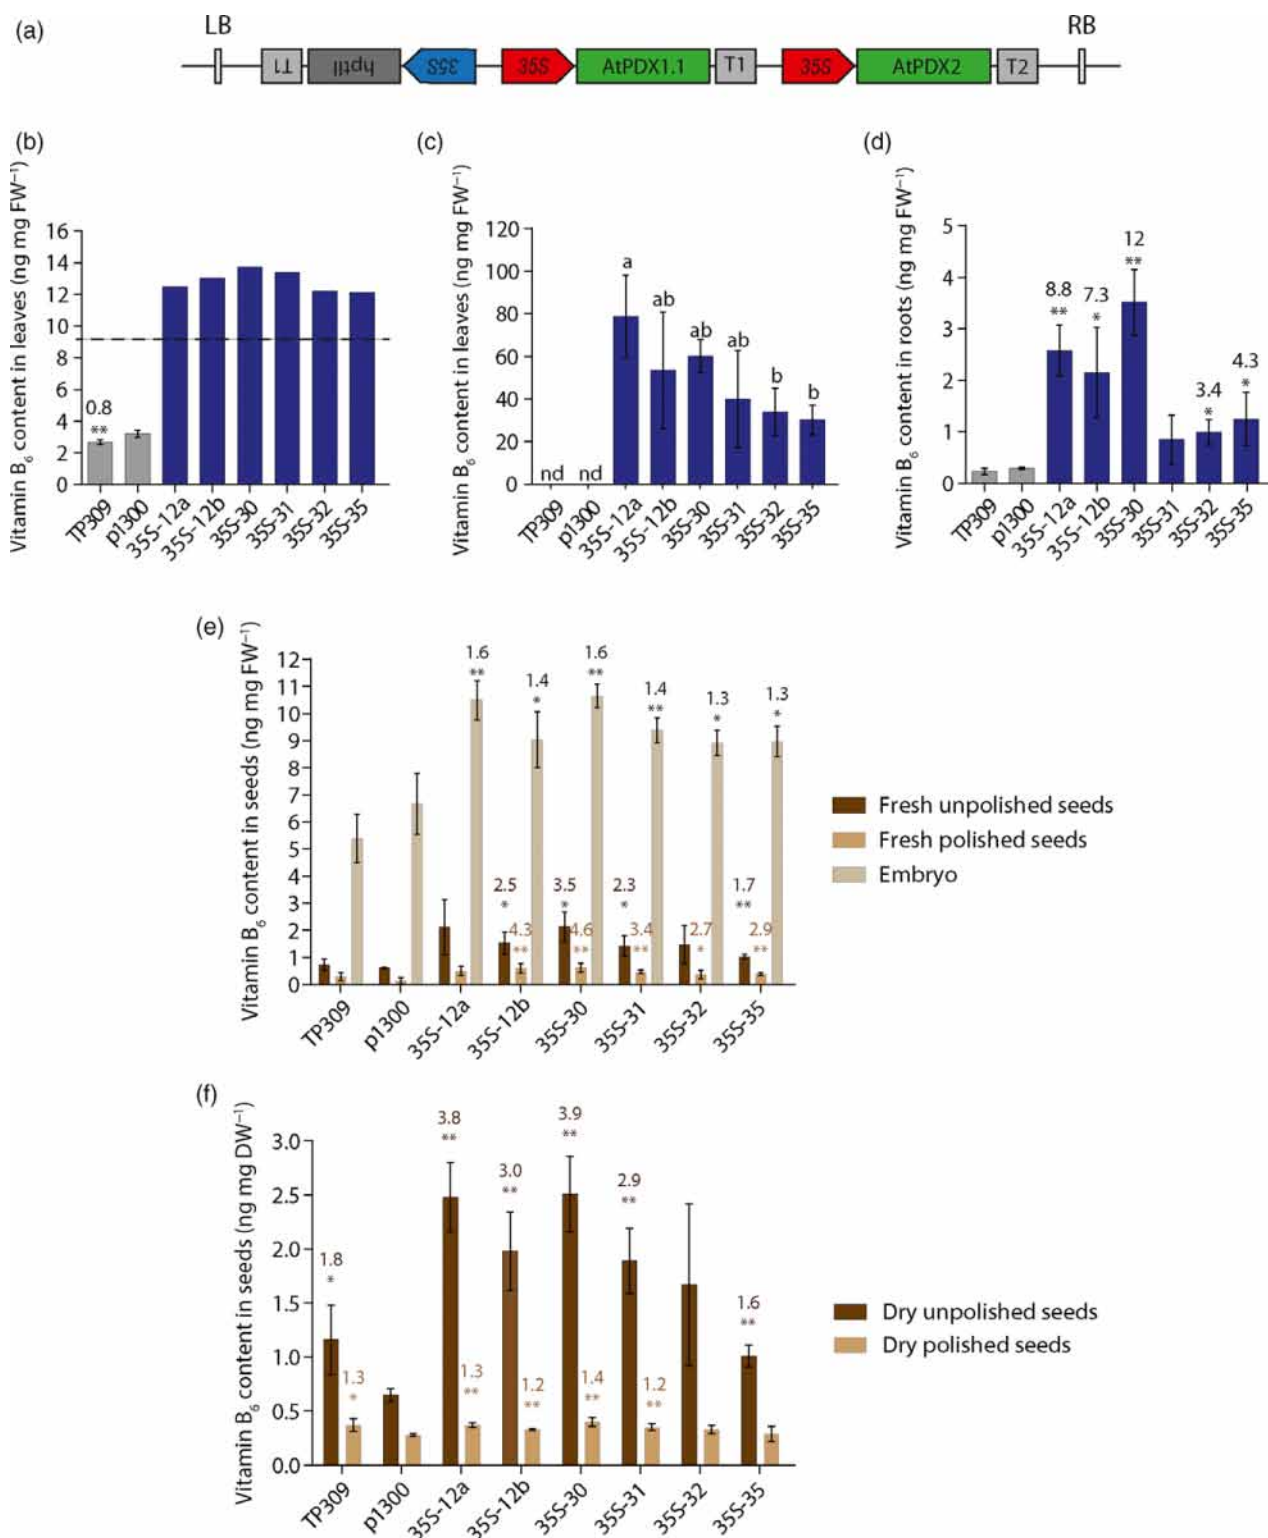 (a)
LB
RB
T1
hptII
35S
35S
AtPDX1.1
T1
35S
AtPDX2
T2
(b)
Vitamin B₆ content in leaves (ng mg FW⁻¹)
16
14
12
10
8
6
4
2
0
0.8
**
TP309
p1300
35S-12a
35S-12b
35S-30
35S-31
35S-32
35S-35
(c)
Vitamin B₆ content in leaves (ng mg FW⁻¹)
120
100
80
60
40
20
0
nd
nd
a
ab
ab
ab
b
b
TP309
p1300
35S-12a
35S-12b
35S-30
35S-31
35S-32
35S-35
(d)
Vitamin B₆ content in roots (ng mg FW⁻¹)
5
4
3
2
1
0
8.8
**
7.3
*
12
**
3.4
*
4.3
*
TP309
p1300
35S-12a
35S-12b
35S-30
35S-31
35S-32
35S-35
(e)
Vitamin B₆ content in seeds (ng mg FW⁻¹)
12
11
10
9
8
7
6
5
4
3
2
1
0
1.6
**
2.5
*
4.3
**
1.4
*
3.5
*
4.6
**
1.6
**
2.3
*
3.4
**
1.4
**
2.7
*
1.3
*
1.7
**
2.9
**
1.3
*
TP309
p1300
35S-12a
35S-12b
35S-30
35S-31
35S-32
35S-35
Fresh unpolished seeds
Fresh polished seeds
Embryo
(f)
Vitamin B₆ content in seeds (ng mg DW⁻¹)
3.0
2.5
2.0
1.5
1.0
0.5
0.0
1.8
*
1.3
*
3.8
**
1.3
**
3.0
**
1.2
**
3.9
**
1.4
**
2.9
**
1.2
**
1.6
**
TP309
p1300
35S-12a
35S-12b
35S-30
35S-31
35S-32
35S-35
Dry unpolished seeds
Dry polished seeds